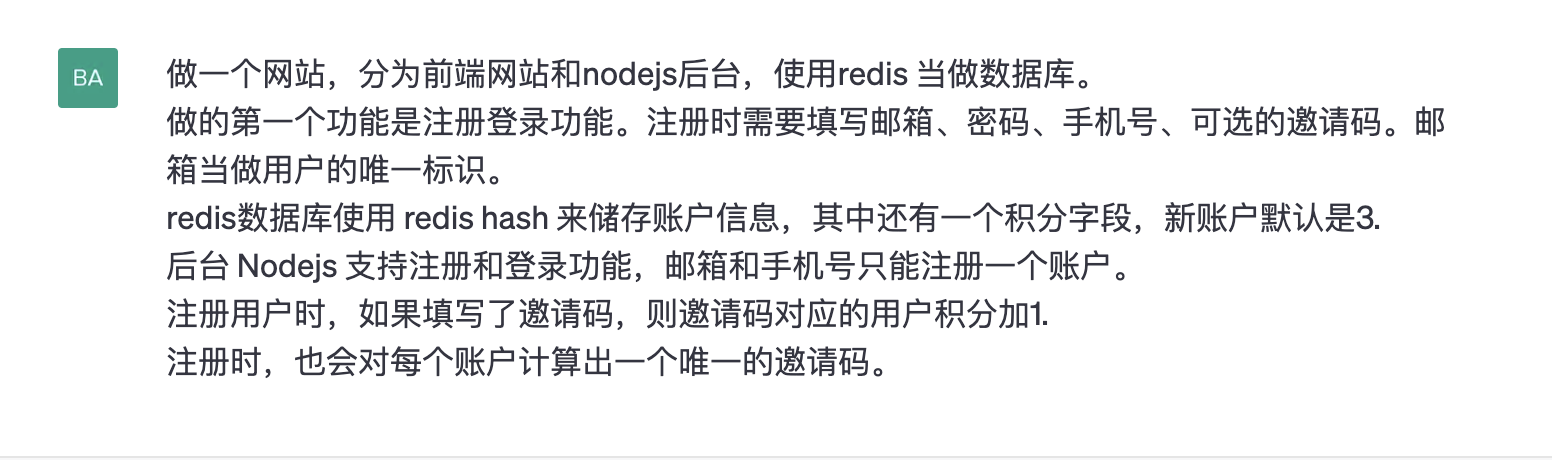 BA
做一个网站，分为前端网站和nodejs后台，使用redis 当做数据库。
做的第一个功能是注册登录功能。注册时需要填写邮箱、密码、手机号、可选的邀请码。邮
箱当做用户的唯一标识。
redis数据库使用 redis hash 来储存账户信息，其中还有一个积分字段，新账户默认是3.
后台 Nodejs 支持注册和登录功能，邮箱和手机号只能注册一个账户。
注册用户时，如果填写了邀请码，则邀请码对应的用户积分加1.
注册时，也会对每个账户计算出一个唯一的邀请码。